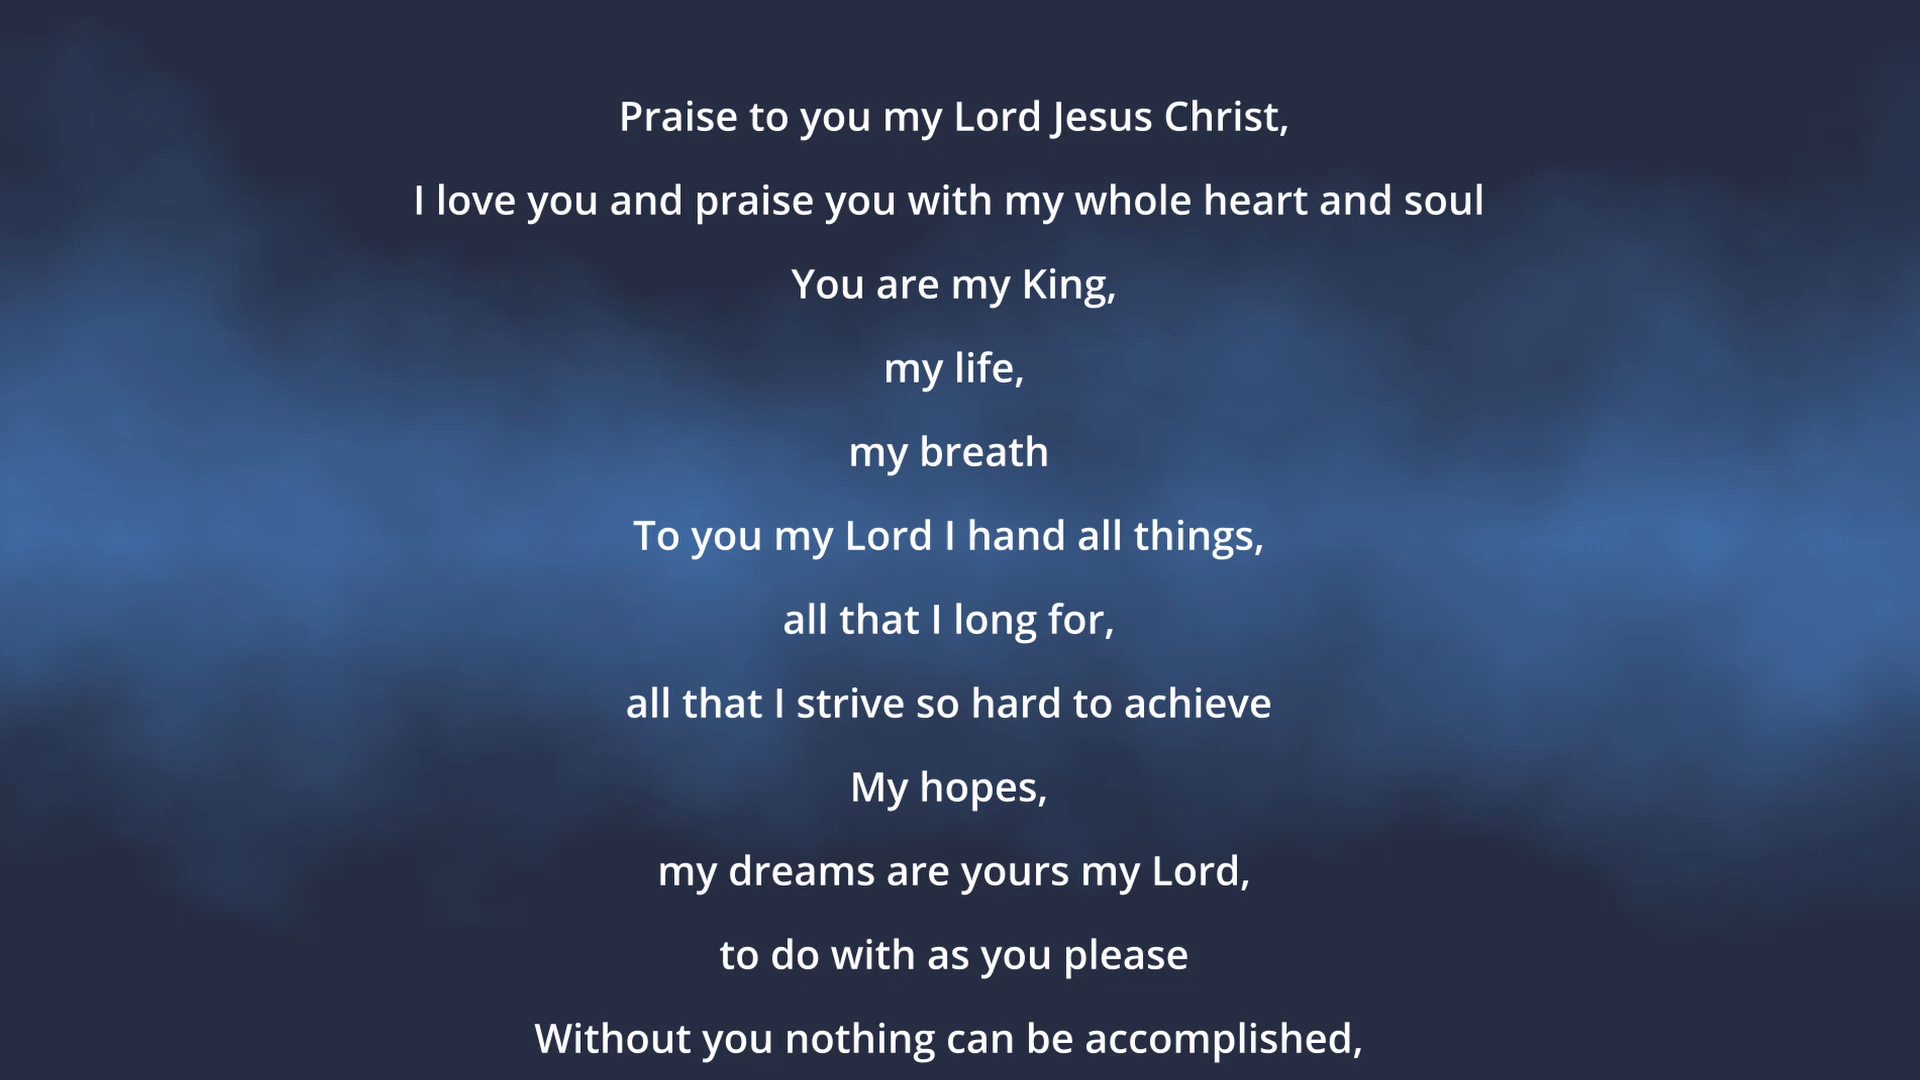 Praise to you my Lord Jesus Christ,
I love you and praise you with my whole heart and soul
You are my King,
my life,
my breath
To you my Lord I hand all things,
all that I long for,
all that I strive so hard to achieve
My hopes,
my dreams are yours my Lord,
to do with as you please
Without you nothing can be accomplished,